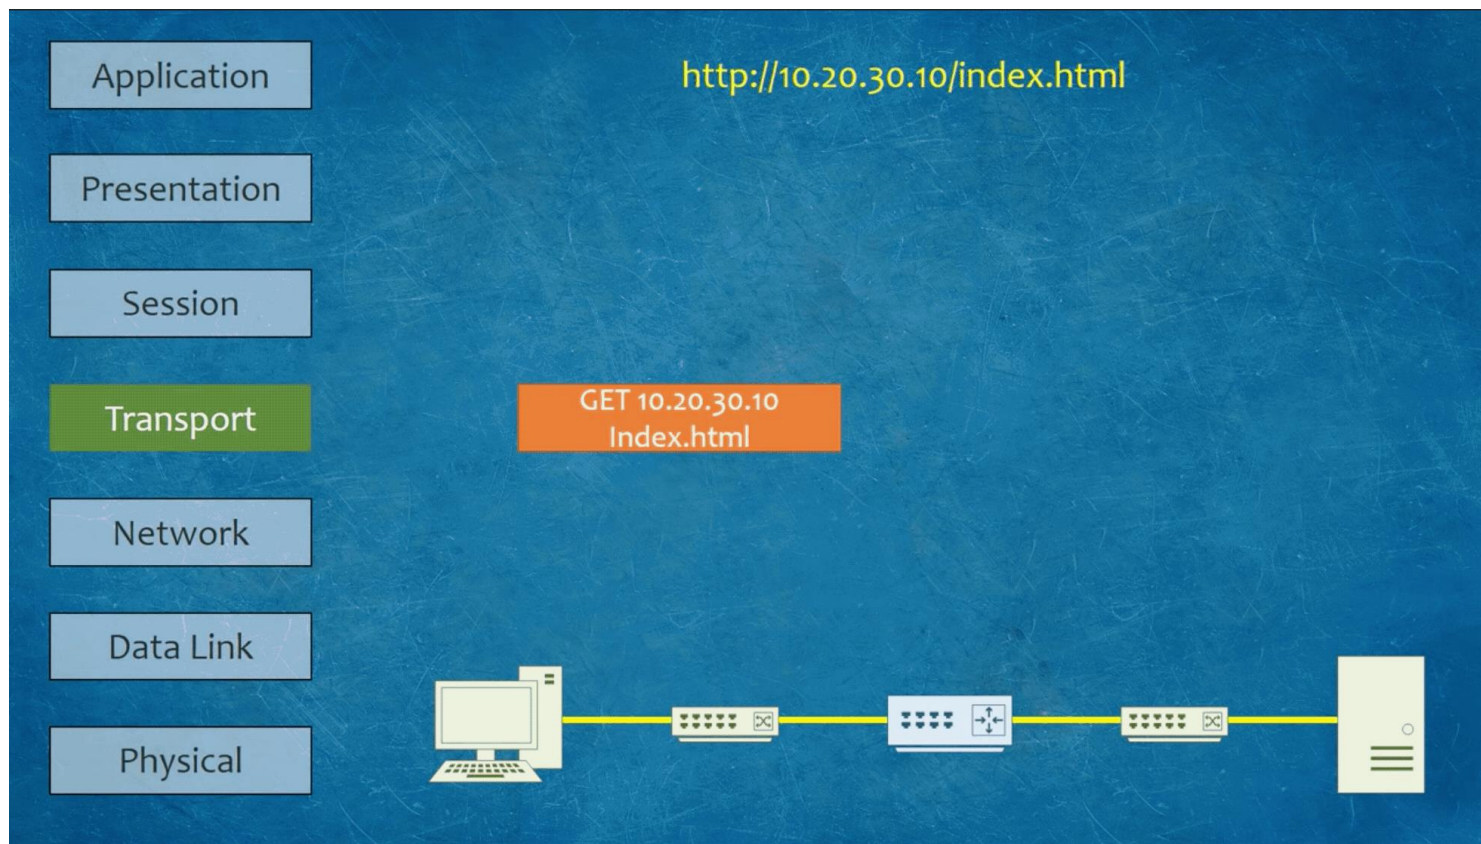 Application
http://10.20.30.10/index.html
Presentation
Session
Transport
GET 10.20.30.10
Index.html
Network
Data Link
Physical